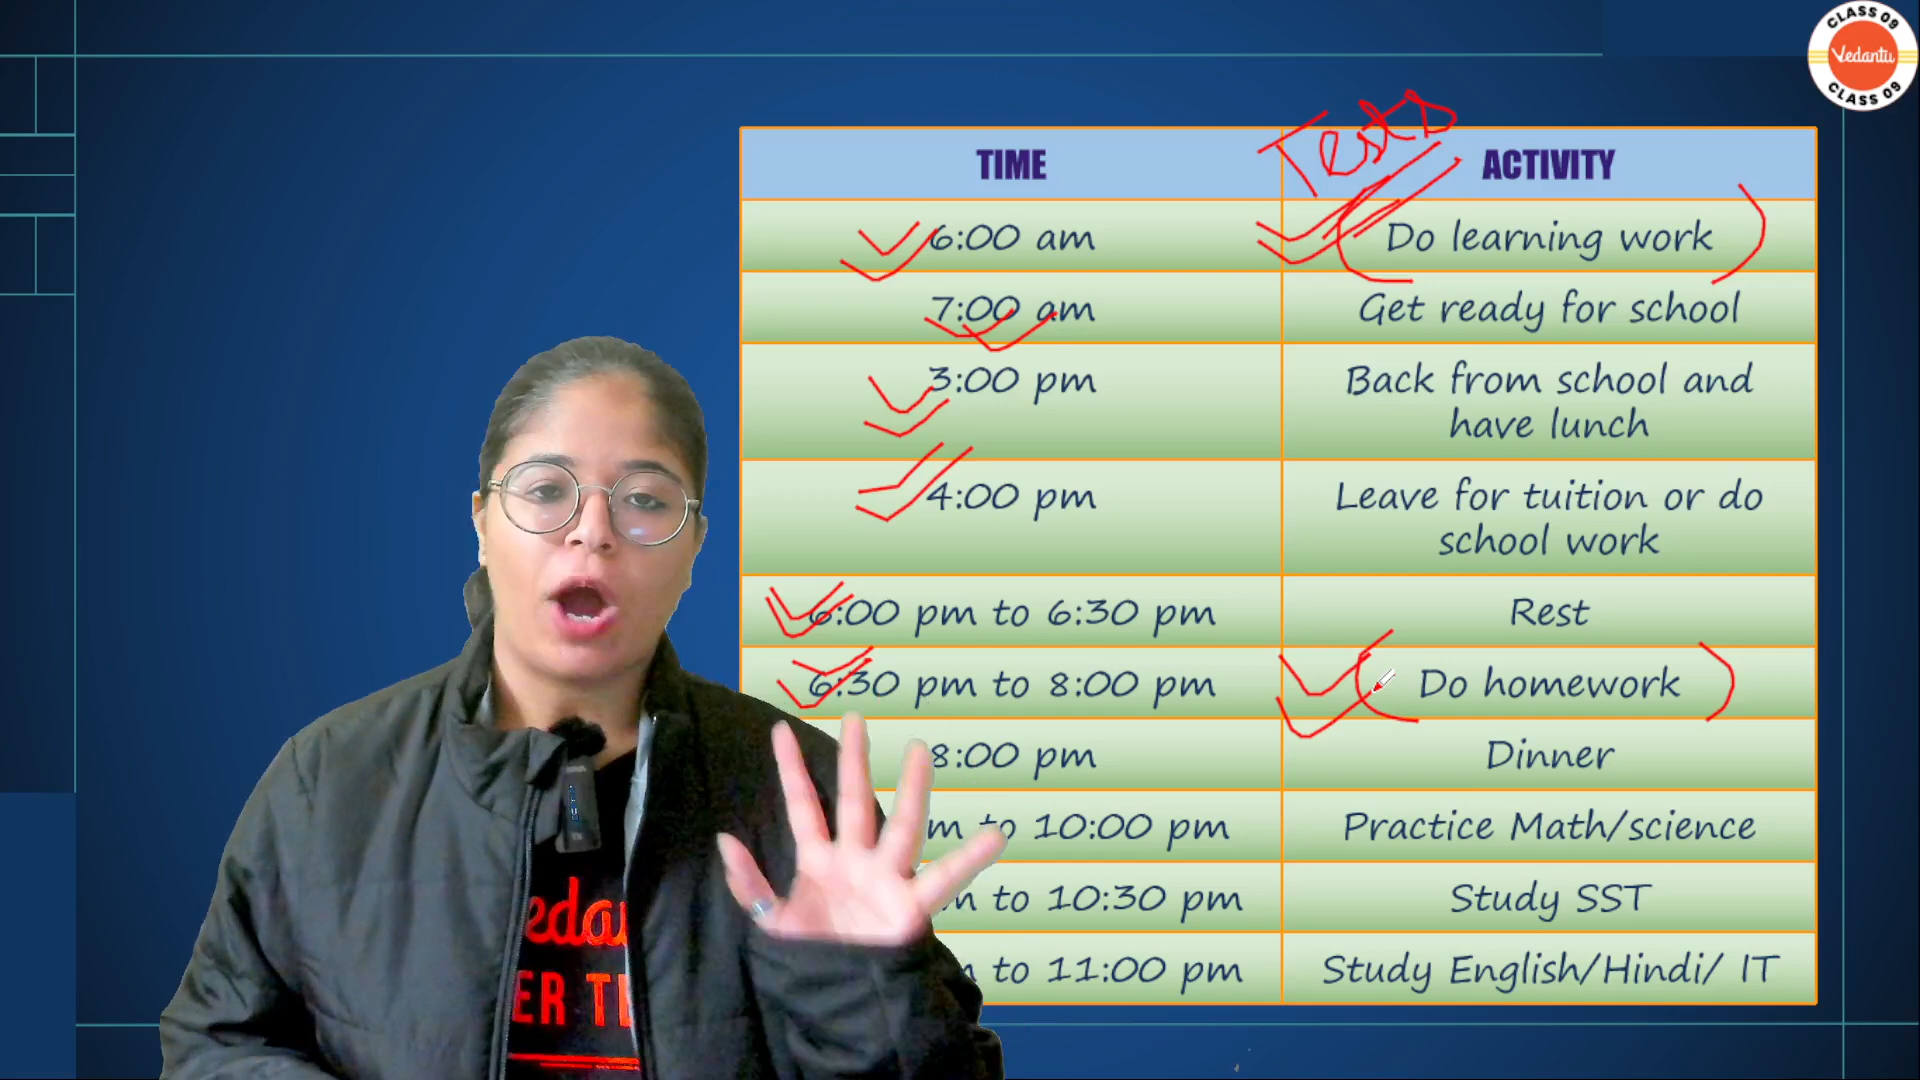 CLASS 09
Vedantu
CLASS 09
Tests
TIME ACTIVITY
6:00 am Do learning work
7:00 am Get ready for school
3:00 pm Back from school and
have lunch
4:00 pm Leave for tuition or do
school work
6:00 pm to 6:30 pm Rest
6:30 pm to 8:00 pm Do homework
8:00 pm Dinner
to 10:00 pm Practice Math/science
to 10:30 pm Study SST
to 11:00 pm Study English/Hindi/ IT